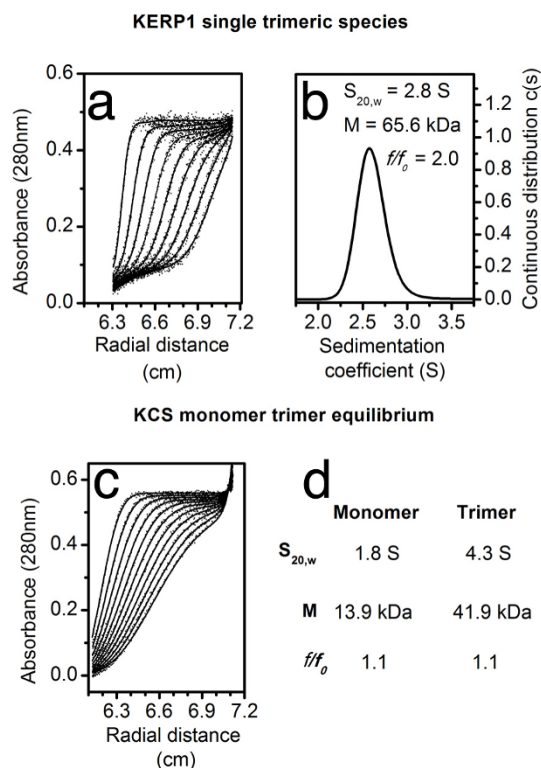 KERP1 single trimeric species
a
0.6
0.4
0.2
0.0
Absorbance (280nm)
6.3 6.6 6.9 7.2
Radial distance
(cm)
b
S20,w = 2.8 S
M = 65.6 kDa
f/f0 = 2.0
1.2
1.0
0.8
0.6
0.4
0.2
0.0
Continuous distribution c(s)
2.0 2.5 3.0 3.5
Sedimentation
coefficient (S)
KCS monomer trimer equilibrium
c
0.6
0.4
0.2
0.0
Absorbance (280nm)
6.3 6.6 6.9 7.2
Radial distance
(cm)
d
Monomer Trimer
S20,w 1.8 S 4.3 S
M 13.9 kDa 41.9 kDa
f/f0 1.1 1.1